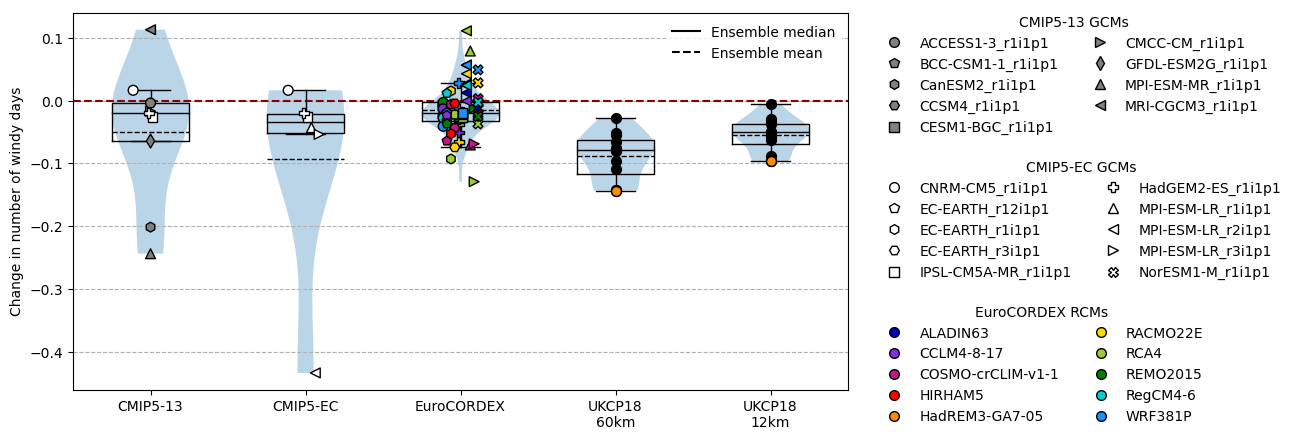 Change in number of windy days
0.1
0.0
−0.1
−0.2
−0.3
−0.4
Ensemble median
Ensemble mean
CMIP5-13
CMIP5-EC
EuroCORDEX
UKCP18
60km
UKCP18
12km
CMIP5-13 GCMs
ACCESS1-3_r1i1p1
BCC-CSM1-1_r1i1p1
CanESM2_r1i1p1
CCSM4_r1i1p1
CESM1-BGC_r1i1p1
CMCC-CM_r1i1p1
GFDL-ESM2G_r1i1p1
MPI-ESM-MR_r1i1p1
MRI-CGCM3_r1i1p1
CMIP5-EC GCMs
CNRM-CM5_r1i1p1
EC-EARTH_r12i1p1
EC-EARTH_r1i1p1
EC-EARTH_r3i1p1
IPSL-CM5A-MR_r1i1p1
HadGEM2-ES_r1i1p1
MPI-ESM-LR_r1i1p1
MPI-ESM-LR_r2i1p1
MPI-ESM-LR_r3i1p1
NorESM1-M_r1i1p1
EuroCORDEX RCMs
ALADIN63
CCLM4-8-17
COSMO-crCLIM-v1-1
HIRHAM5
HadREM3-GA7-05
RACMO22E
RCA4
REMO2015
RegCM4-6
WRF381P